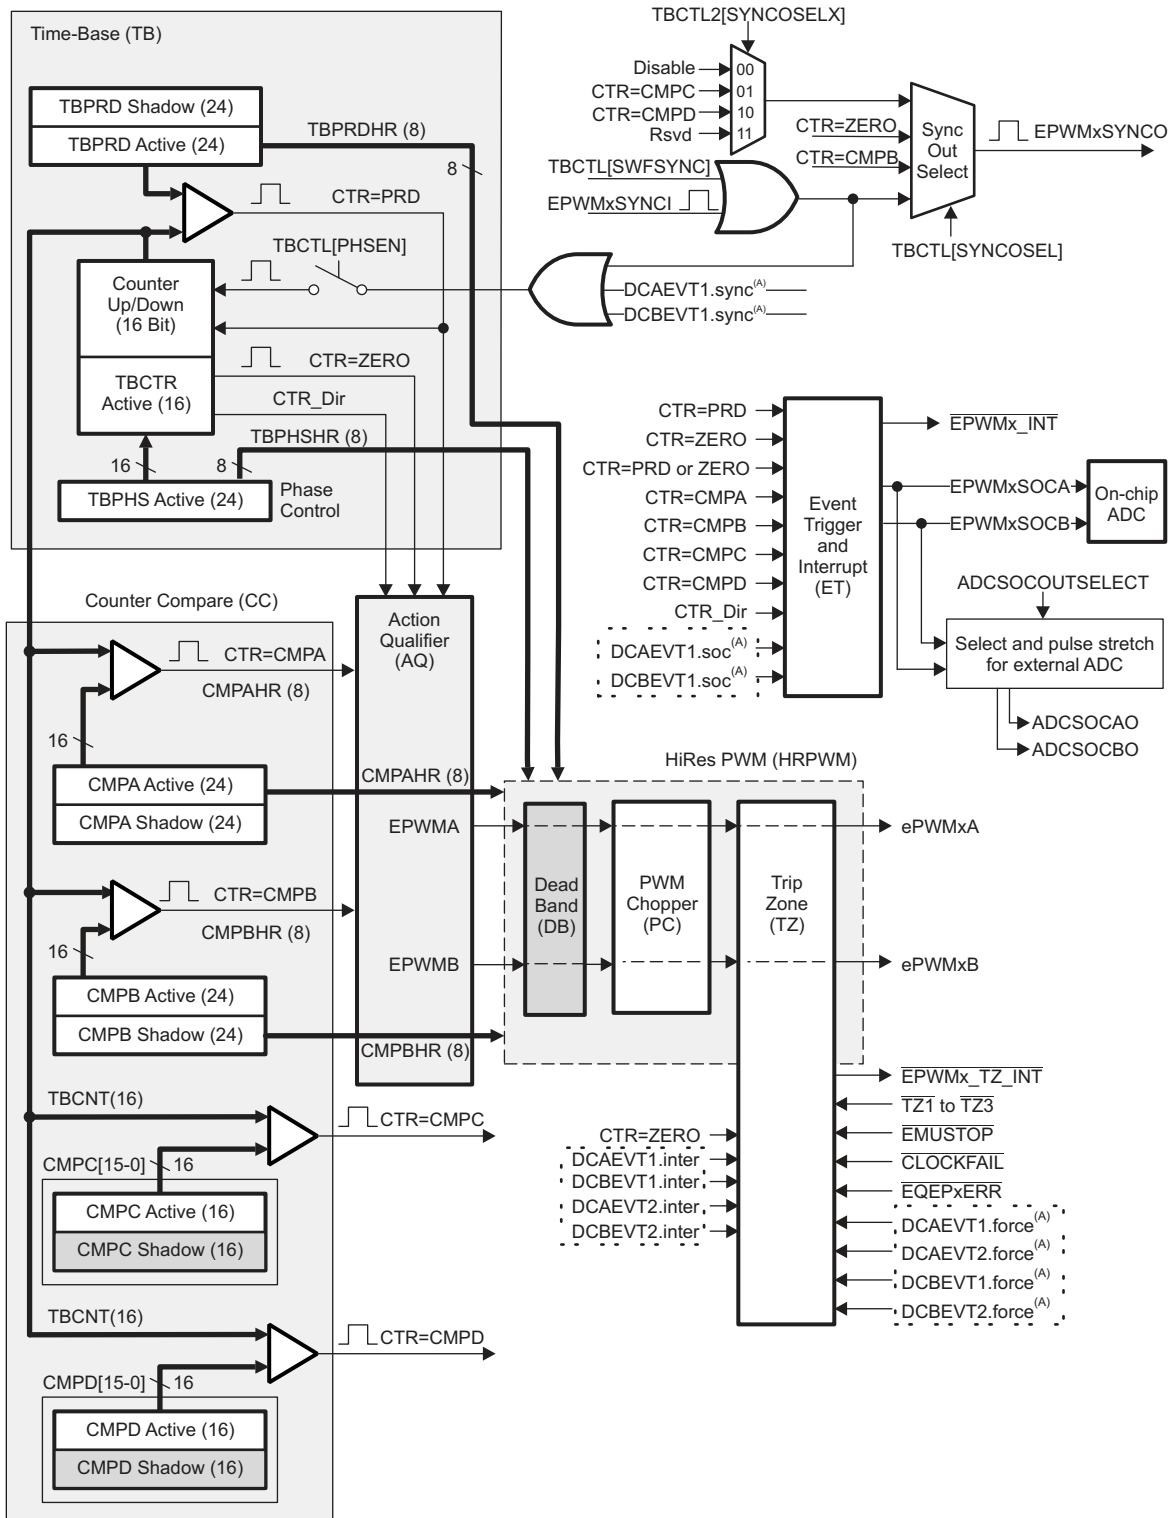 TBCTL2[SYNCOSELX]
Time-Base (TB)
Disable
00
CTR=CMPC
01
CTR=CMPD
10
Rsvd
11
TBPRD Shadow (24)
TBPRD Active (24)
TBPRDHR (8)
8
CTR=ZERO
CTR=CMPB
Sync
Out
Select
EPWMxSYNCO
TBCTL[SWFSYNC]
EPWMxSYNCI
TBCTL[SYNCOSEL]
CTR=PRD
TBCTL[PHSEN]
Counter
Up/Down
(16 Bit)
DCAEVT1.sync(A)
DCBEVT1.sync(A)
TBCTR
Active (16)
CTR=ZERO
CTR_Dir
TBPHSHR (8)
16
8
TBPHS Active (24)
Phase
Control
CTR=PRD
CTR=ZERO
CTR=PRD or ZERO
CTR=CMPA
CTR=CMPB
CTR=CMPC
CTR=CMPD
CTR_Dir
DCAEVT1.soc(A)
DCBEVT1.soc(A)
Event
Trigger
and
Interrupt
(ET)
EPWMx_INT
EPWMxSOCA
EPWMxSOCB
On-chip
ADC
ADCSOCOUTSELECT
Select and pulse stretch
for external ADC
ADCSOCAO
ADCSOCBO
Counter Compare (CC)
Action
Qualifier
(AQ)
CTR=CMPA
CMPAHR (8)
16
CMPA Active (24)
CMPA Shadow (24)
CMPAHR (8)
HiRes PWM (HRPWM)
EPWMA
ePWMxA
CTR=CMPB
CMPBHR (8)
16
Dead
Band
(DB)
PWM
Chopper
(PC)
Trip
Zone
(TZ)
EPWMB
ePWMxB
CMPB Active (24)
CMPB Shadow (24)
CMPBHR (8)
TBCNT(16)
CTR=CMPC
CMPC[15-0]
16
CMPC Active (16)
CMPC Shadow (16)
EPWMx_TZ_INT
TZ1 to TZ3
EMUSTOP
CLOCKFAIL
EQEPxERR
DCAEVT1.force(A)
DCAEVT2.force(A)
DCBEVT1.force(A)
DCBEVT2.force(A)
CTR=ZERO
DCAEVT1.inter
DCBEVT1.inter
DCAEVT2.inter
DCBEVT2.inter
TBCNT(16)
CTR=CMPD
CMPD[15-0]
16
CMPD Active (16)
CMPD Shadow (16)